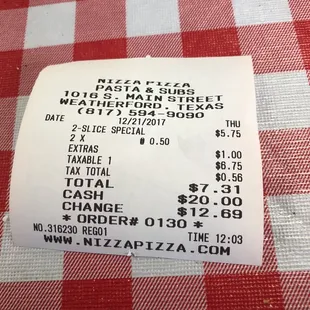 NIZZA PIZZA
PASTA & SUBS
1016 S. MAIN STREET
WEATHERFORD, TEXAS
(817) 594-9090
DATE 12/21/2017 THU
2-SLICE SPECIAL $5.75
2 X @ 0.50
EXTRAS $1.00
TAXABLE 1 $6.75
TAX TOTAL $0.56
TOTAL $7.31
CASH $20.00
CHANGE $12.69
* ORDER# 0130 *
NO.316230 REG01 TIME 12:03
WWW.NIZZAPIZZA.COM